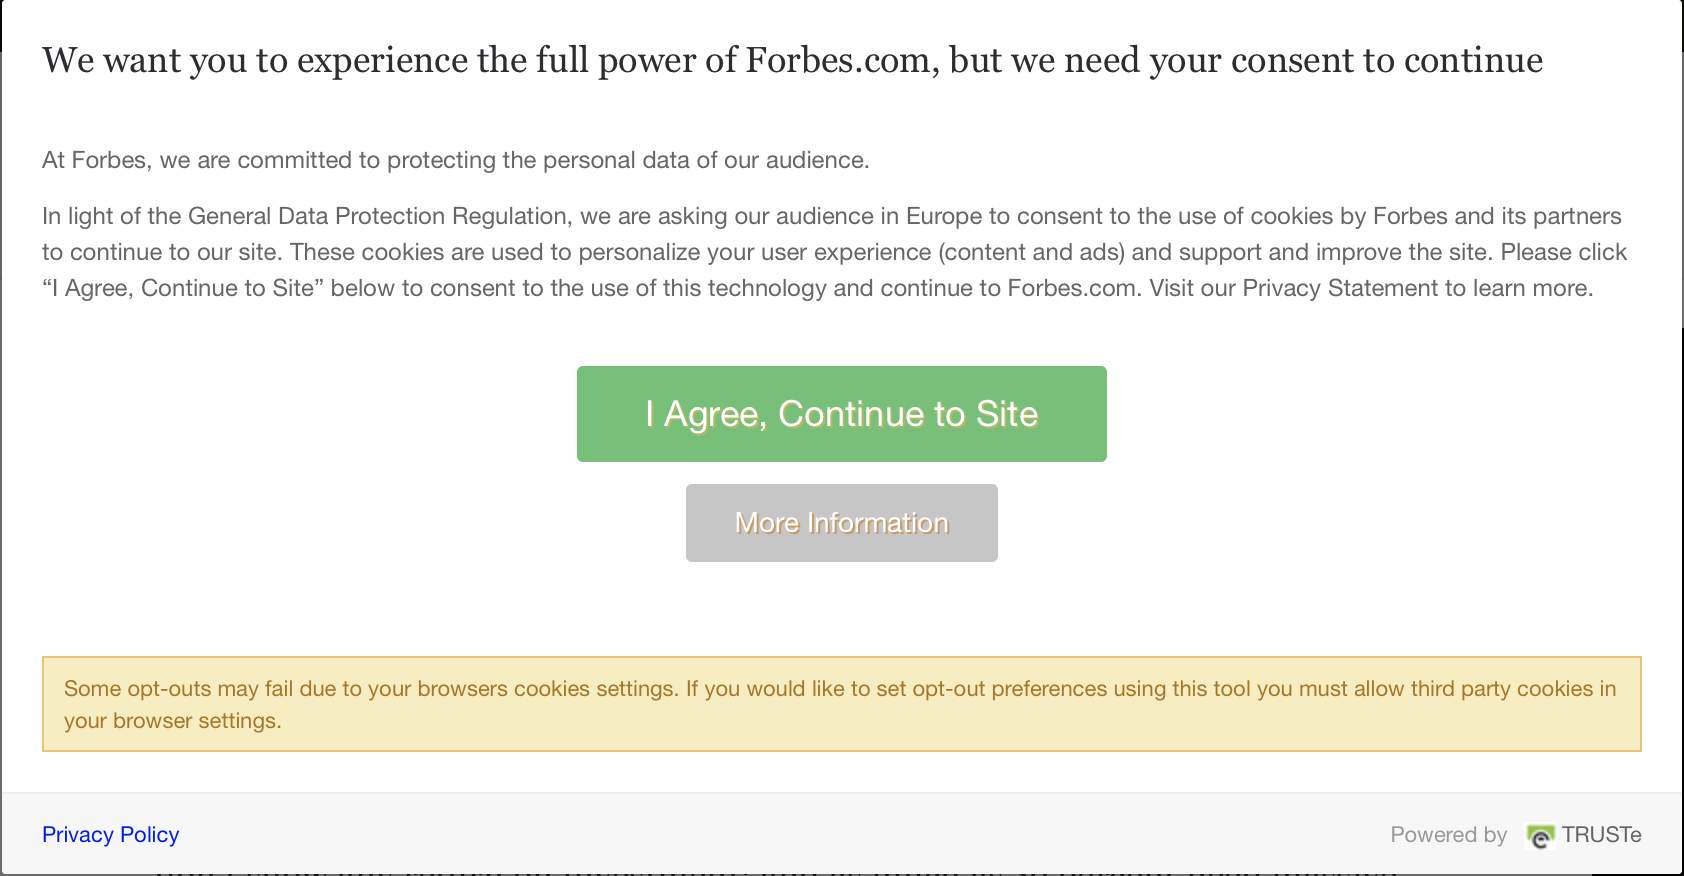 We want you to experience the full power of Forbes.com, but we need your consent to continue
At Forbes, we are committed to protecting the personal data of our audience.
In light of the General Data Protection Regulation, we are asking our audience in Europe to consent to the use of cookies by Forbes and its partners
to continue to our site. These cookies are used to personalize your user experience (content and ads) and support and improve the site. Please click
“I Agree, Continue to Site” below to consent to the use of this technology and continue to Forbes.com. Visit our Privacy Statement to learn more.
I Agree, Continue to Site
More Information
Some opt-outs may fail due to your browsers cookies settings. If you would like to set opt-out preferences using this tool you must allow third party cookies in
your browser settings.
Privacy Policy
Powered by TRUSTe